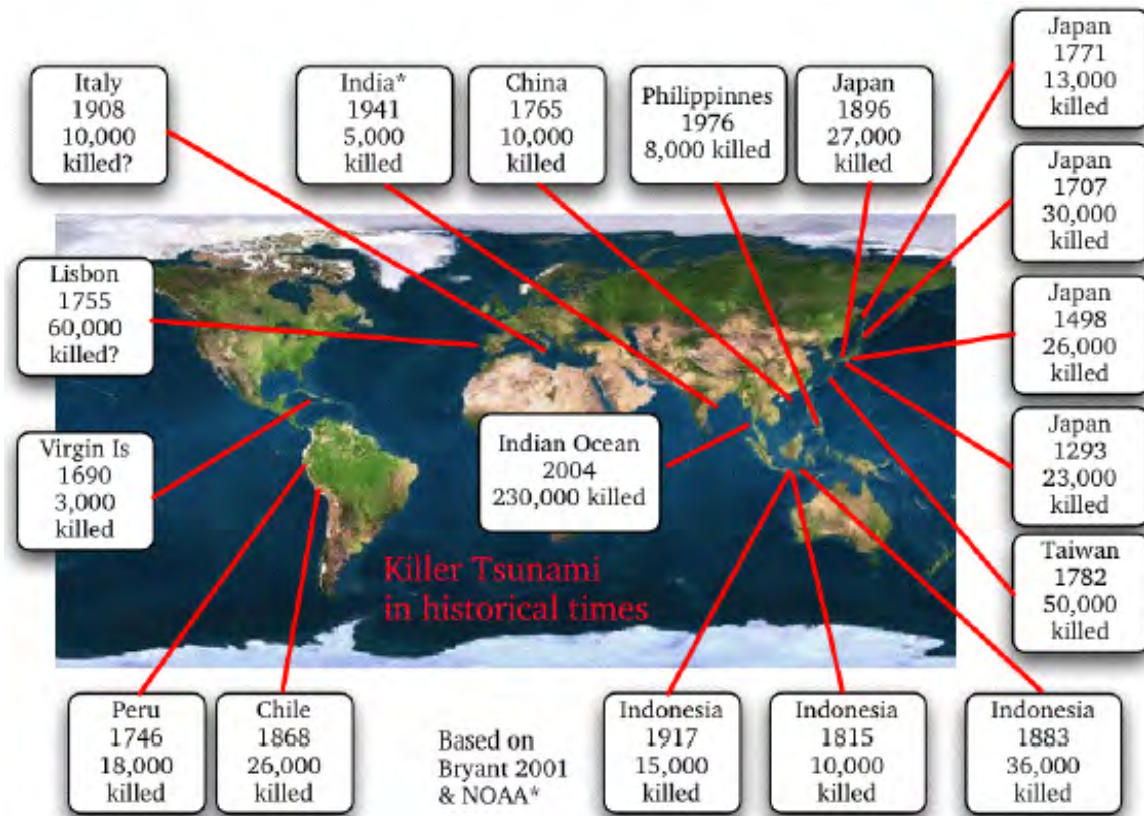 Italy
1908
10,000
killed?
India*
1941
5,000
killed
China
1765
10,000
killed
Philippinnes
1976
8,000 killed
Japan
1896
27,000
killed
Japan
1771
13,000
killed
Japan
1707
30,000
killed
Lisbon
1755
60,000
killed?
Japan
1498
26,000
killed
Virgin Is
1690
3,000
killed
Indian Ocean
2004
230,000 killed
Japan
1293
23,000
killed
Taiwan
1782
50,000
killed
Killer Tsunami
in historical times
Peru
1746
18,000
killed
Chile
1868
26,000
killed
Based on
Bryant 2001
& NOAA*
Indonesia
1917
15,000
killed
Indonesia
1815
10,000
killed
Indonesia
1883
36,000
killed